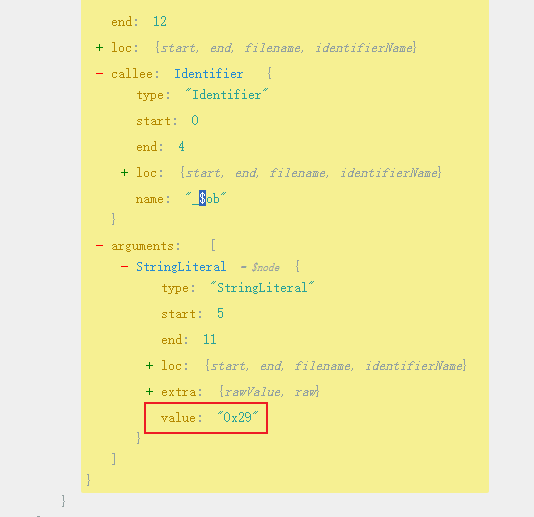 end: 12
+ loc: {start, end, filename, identifierName}
- callee: Identifier {
type: "Identifier"
start: 0
end: 4
+ loc: {start, end, filename, identifierName}
name: "_$ob"
}
- arguments: [
- StringLiteral = $node {
type: "StringLiteral"
start: 5
end: 11
+ loc: {start, end, filename, identifierName}
+ extra: {rawValue, raw}
value: "0x29"
}
]
}
}